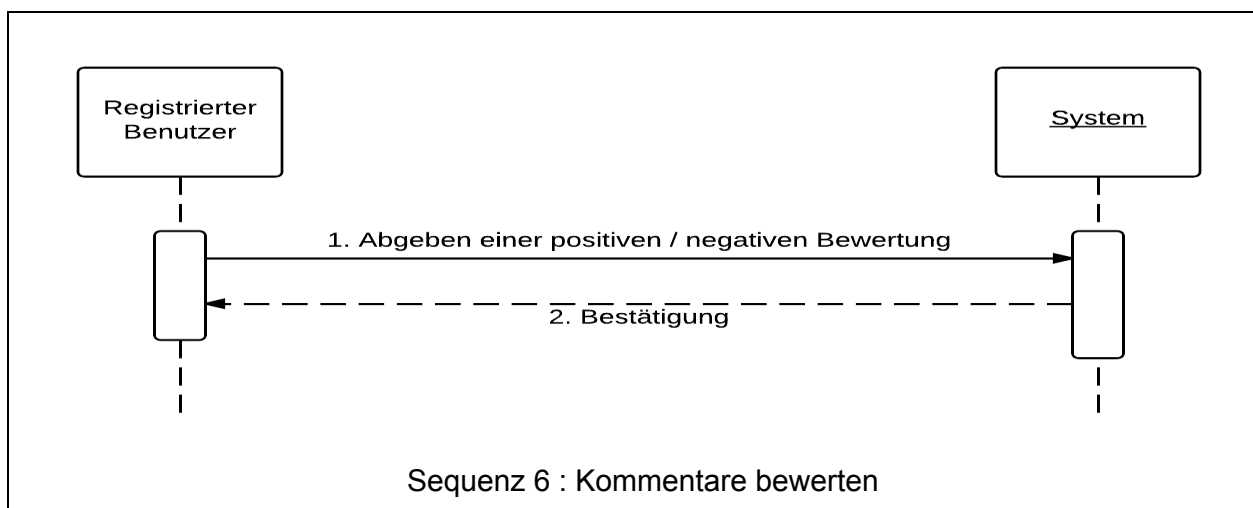 Registrierter
Benutzer
System
1. Abgeben einer positiven / negativen Bewertung
2. Bestätigung
Sequenz 6 : Kommentare bewerten